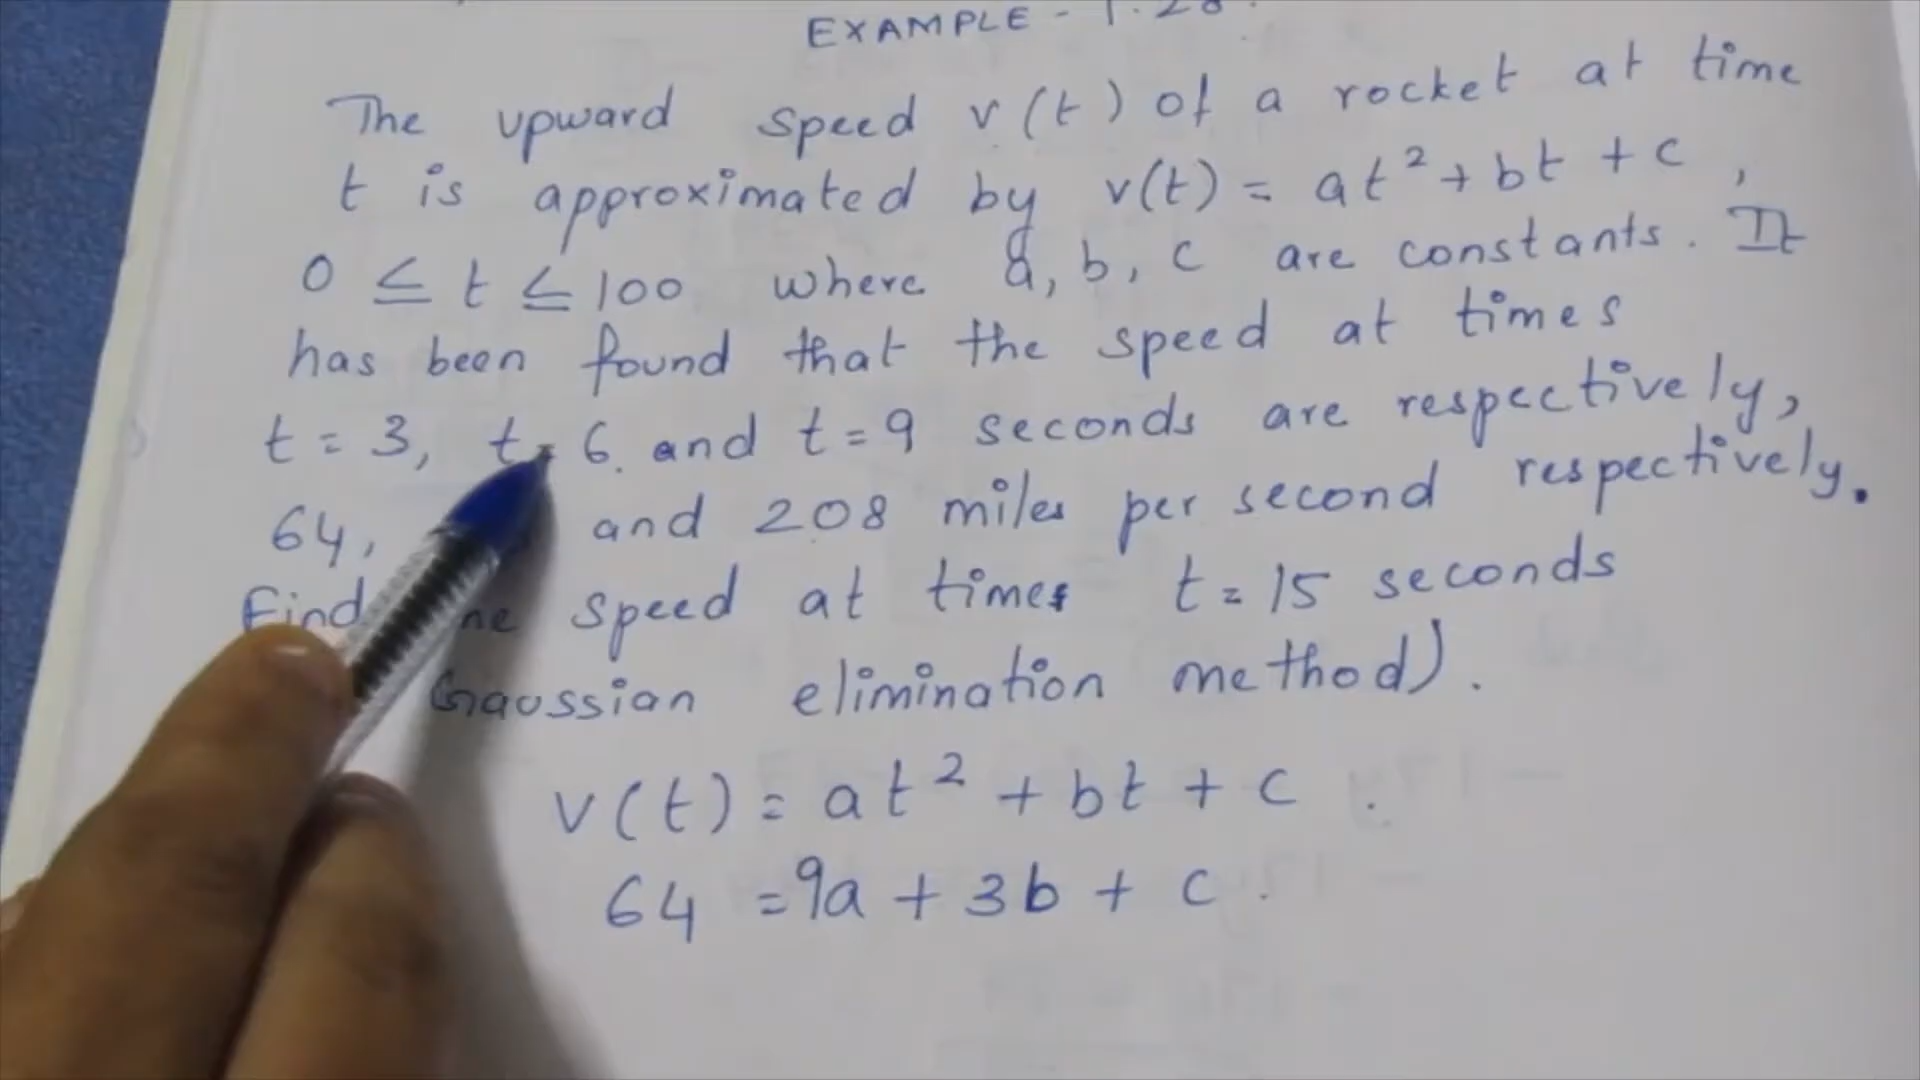 EXAMPLE - 1.28.
The upward speed v(t) of a rocket at time
t is approximated by v(t) = at² + bt + c ,
0 ≤ t ≤ 100 where a, b, c are constants. It
has been found that the speed at times
t = 3, t = 6. and t = 9 seconds are respectively,
64, and 208 miles per second respectively.
Find speed at times t = 15 seconds
Gaussian elimination method).
v(t) = at² + bt + c .
64 = 9a + 3b + c .